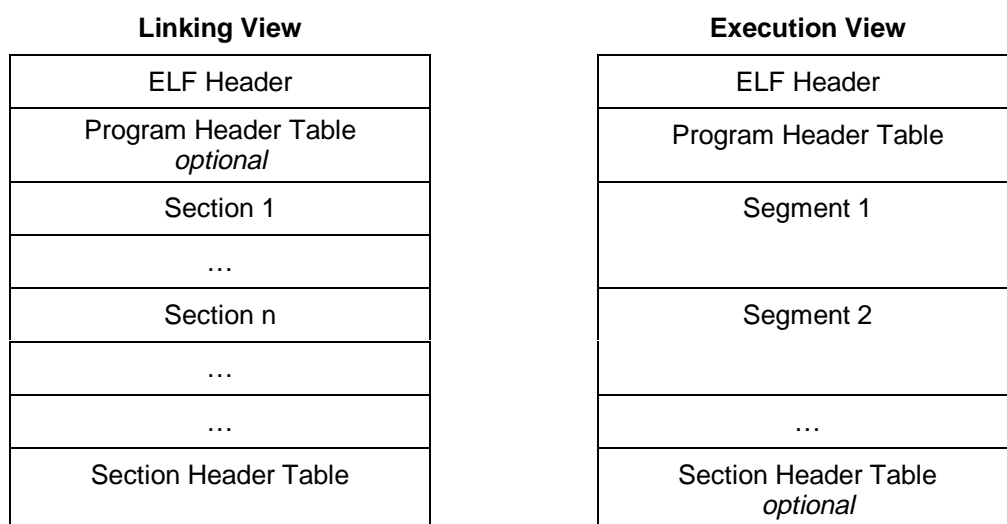 Linking View
ELF Header
Program Header Table
optional
Section 1
…
Section n
…
…
Section Header Table
Execution View
ELF Header
Program Header Table
Segment 1
Segment 2
…
Section Header Table
optional